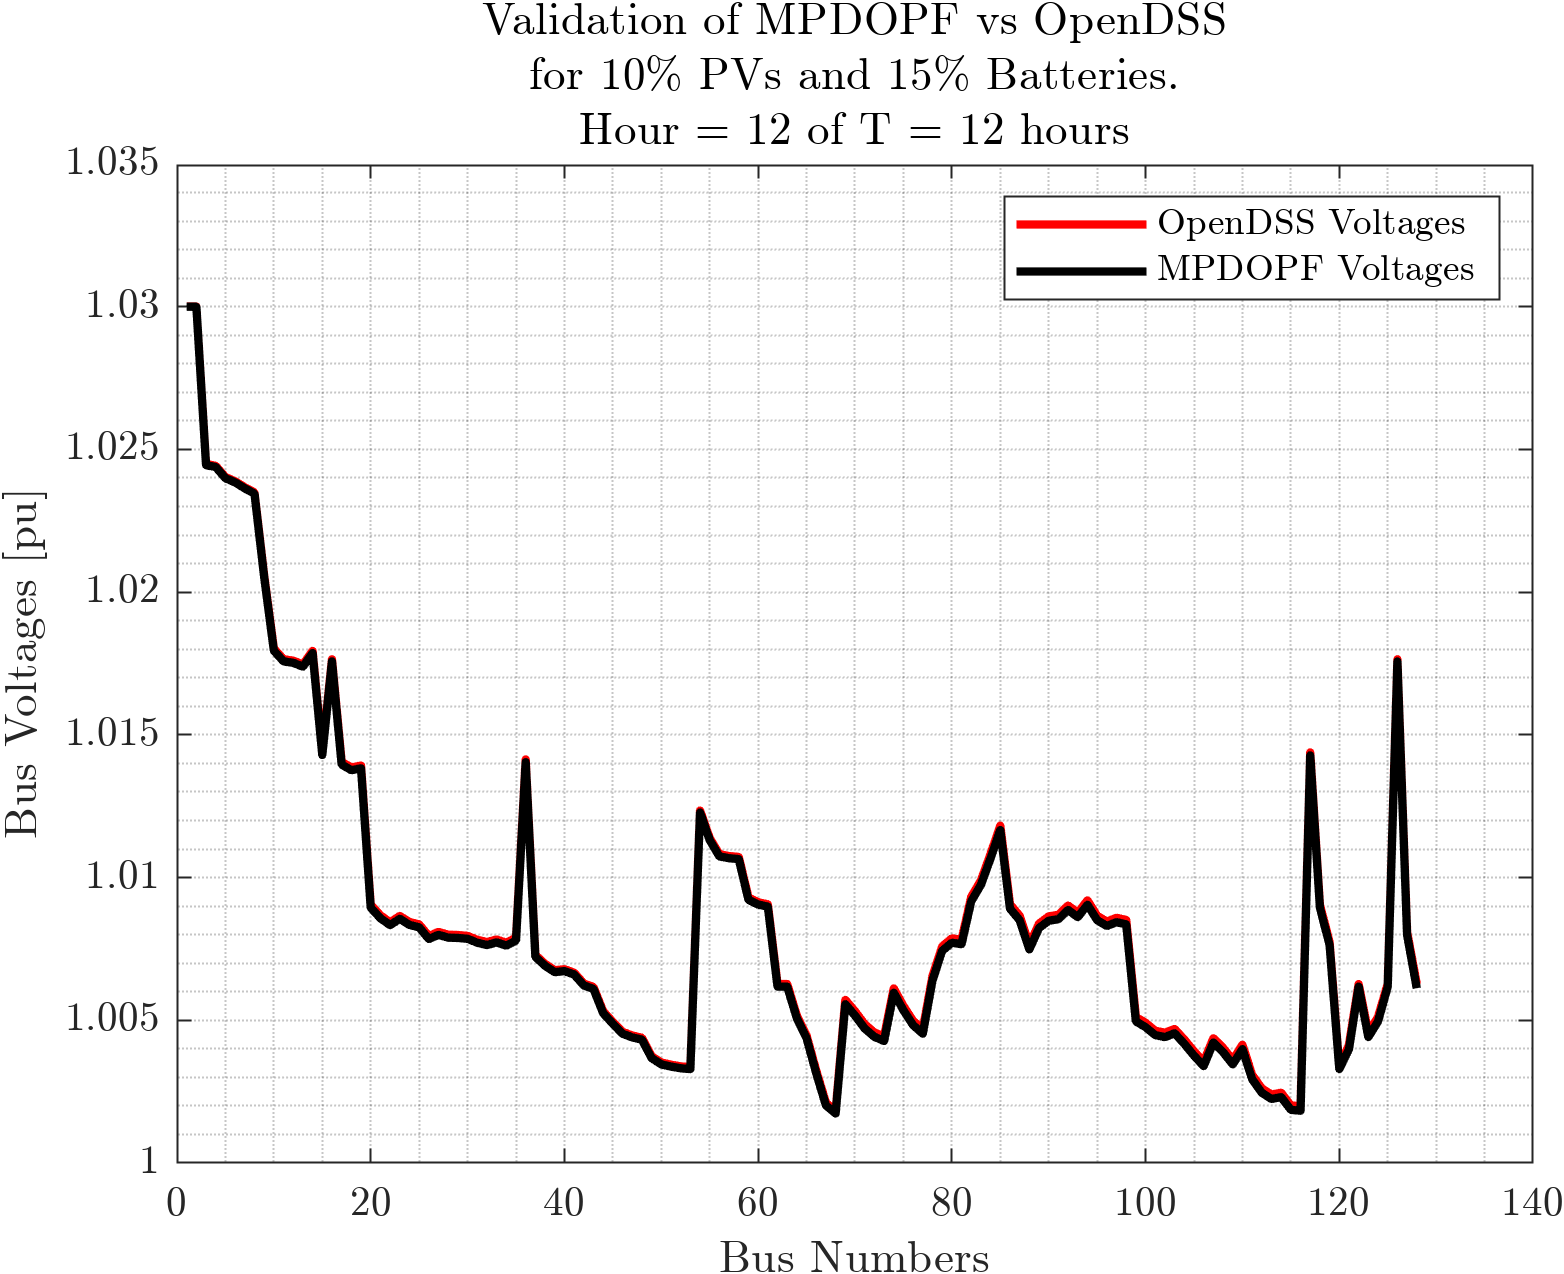 Validation of MPDOPF vs OpenDSS
for 10% PVs and 15% Batteries.
Hour = 12 of T = 12 hours
1.035
1.03
1.025
1.02
1.015
1.01
1.005
1
Bus Voltages [pu]
OpenDSS Voltages
MPDOPF Voltages
0 20 40 60 80 100 120 140
Bus Numbers